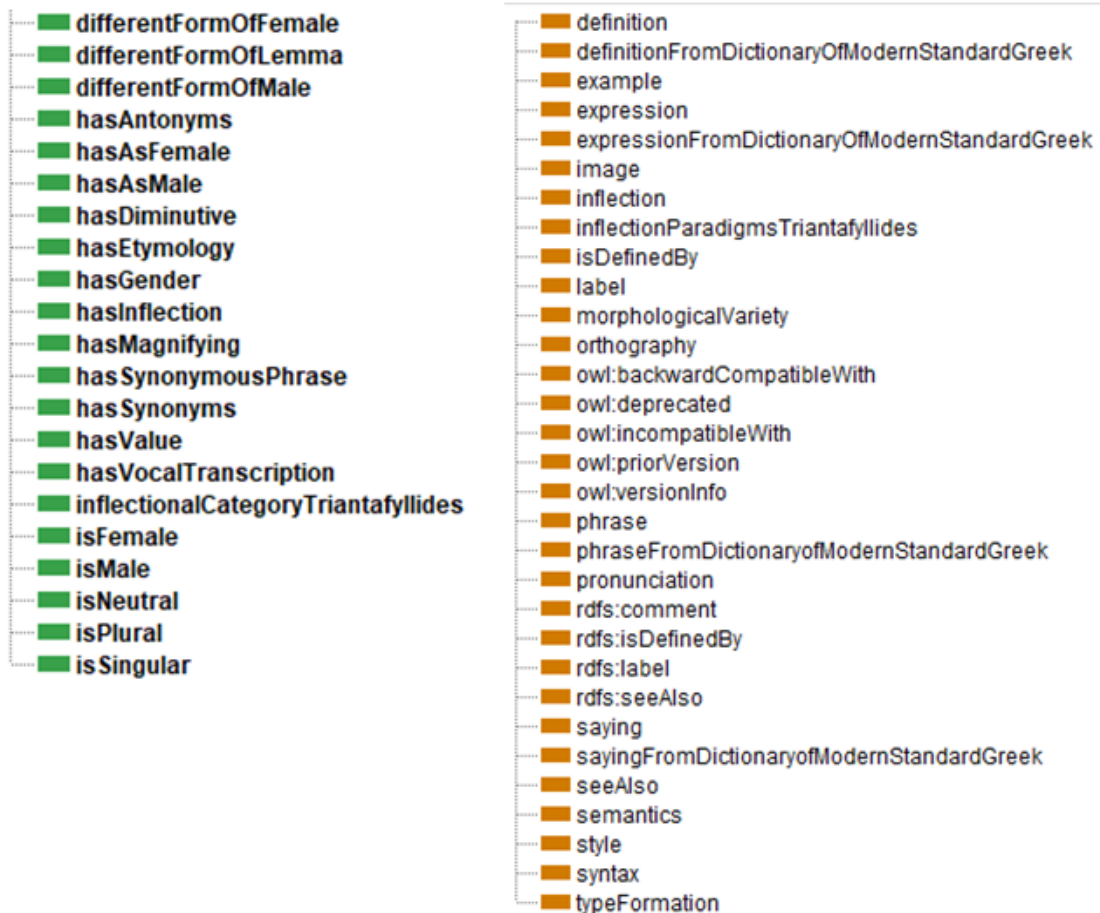 differentFormOfFemale
differentFormOfLemma
differentFormOfMale
hasAntonyms
hasAsFemale
hasAsMale
hasDiminutive
hasEtymology
hasGender
hasInflection
hasMagnifying
hasSynonymousPhrase
hasSynonyms
hasValue
hasVocalTranscription
inflectionalCategoryTriantafyllides
isFemale
isMale
isNeutral
isPlural
isSingular
definition
definitionFromDictionaryOfModernStandardGreek
example
expression
expressionFromDictionaryOfModernStandardGreek
image
inflection
inflectionParadigmsTriantafyllides
isDefinedBy
label
morphologicalVariety
orthography
owl:backwardCompatibleWith
owl:deprecated
owl:incompatibleWith
owl:priorVersion
owl:versionInfo
phrase
phraseFromDictionaryofModernStandardGreek
pronunciation
rdfs:comment
rdfs:isDefinedBy
rdfs:label
rdfs:seeAlso
saying
sayingFromDictionaryofModernStandardGreek
seeAlso
semantics
style
syntax
typeFormation